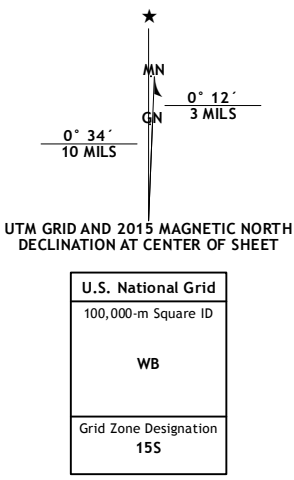 ★
MN
0° 12´
3 MILS
GN
0° 34´
10 MILS
UTM GRID AND 2015 MAGNETIC NORTH
DECLINATION AT CENTER OF SHEET
U.S. National Grid
100,000-m Square ID
WB
Grid Zone Designation
15S